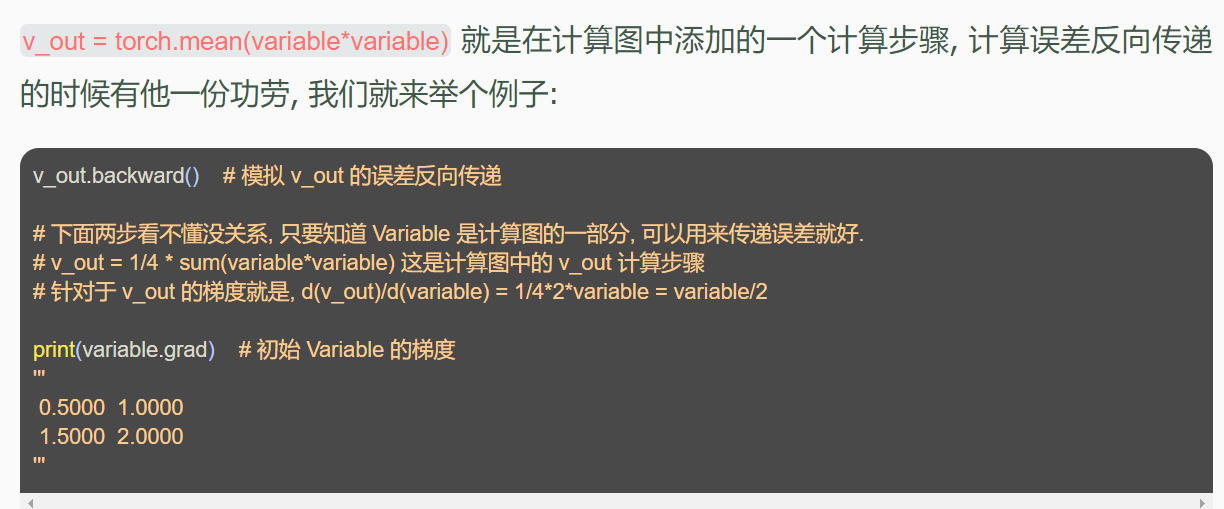 v_out = torch.mean(variable*variable) 就是在计算图中添加的一个计算步骤, 计算误差反向传递
的时候有他一份功劳, 我们就来举个例子:
v_out.backward()    # 模拟 v_out 的误差反向传递
# 下面两步看不懂没关系, 只要知道 Variable 是计算图的一部分, 可以用来传递误差就好.
# v_out = 1/4 * sum(variable*variable) 这是计算图中的 v_out 计算步骤
# 针对于 v_out 的梯度就是, d(v_out)/d(variable) = 1/4*2*variable = variable/2
print(variable.grad)    # 初始 Variable 的梯度
'''
 0.5000  1.0000
 1.5000  2.0000
'''